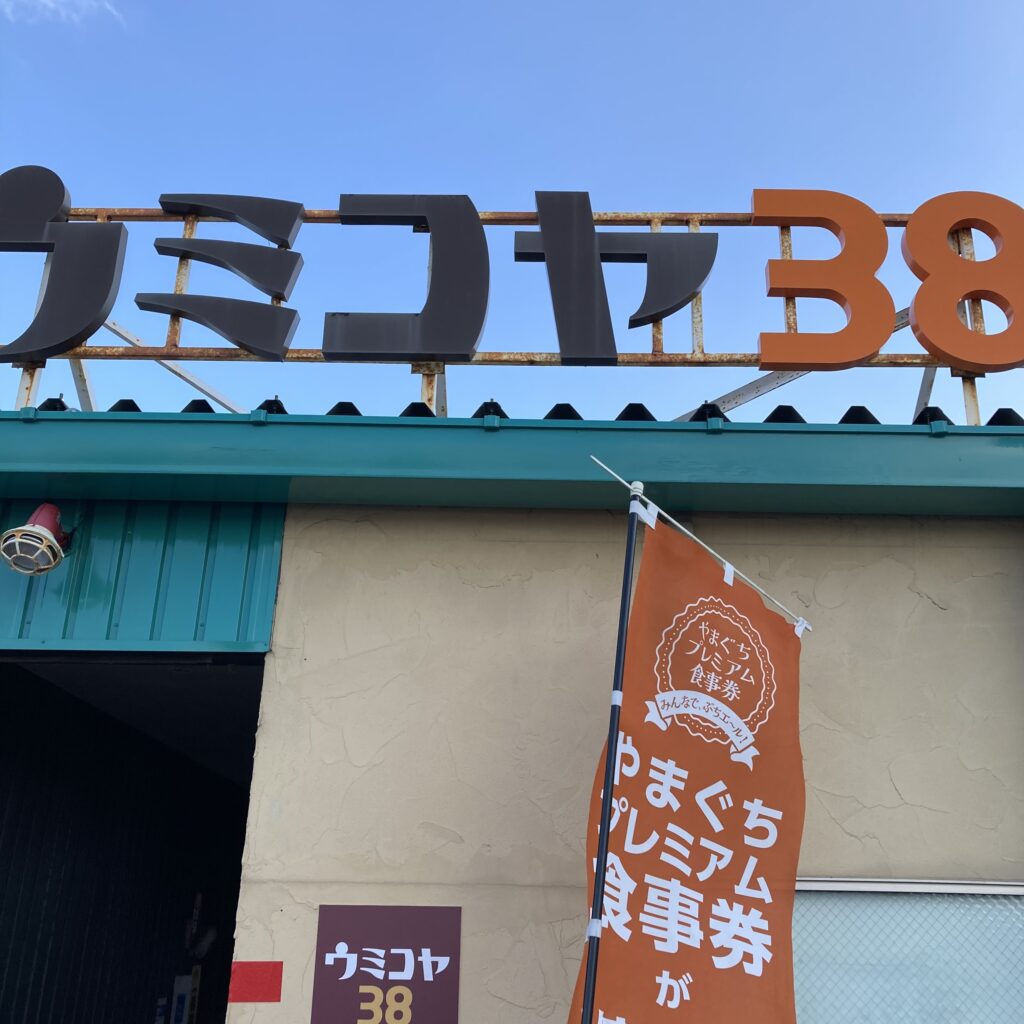 ウミコヤ38
やまぐち
プレミアム
食事券
みんなで、ぶちエ～ル!
やまぐち
プレミアム
食事券
が
ウミコヤ
38